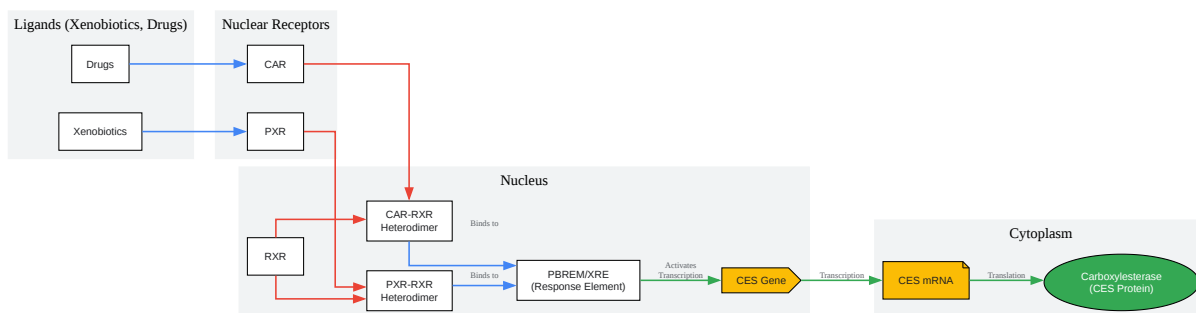 Ligands (Xenobiotics, Drugs)
Nuclear Receptors
Drugs
CAR
Xenobiotics
PXR
Nucleus
CAR-RXR
Heterodimer
Binds to
RXR
PXR-RXR
Heterodimer
Binds to
PBREM/XRE
(Response Element)
Activates
Transcription
CES Gene
Transcription
Cytoplasm
CES mRNA
Translation
Carboxylesterase
(CES Protein)